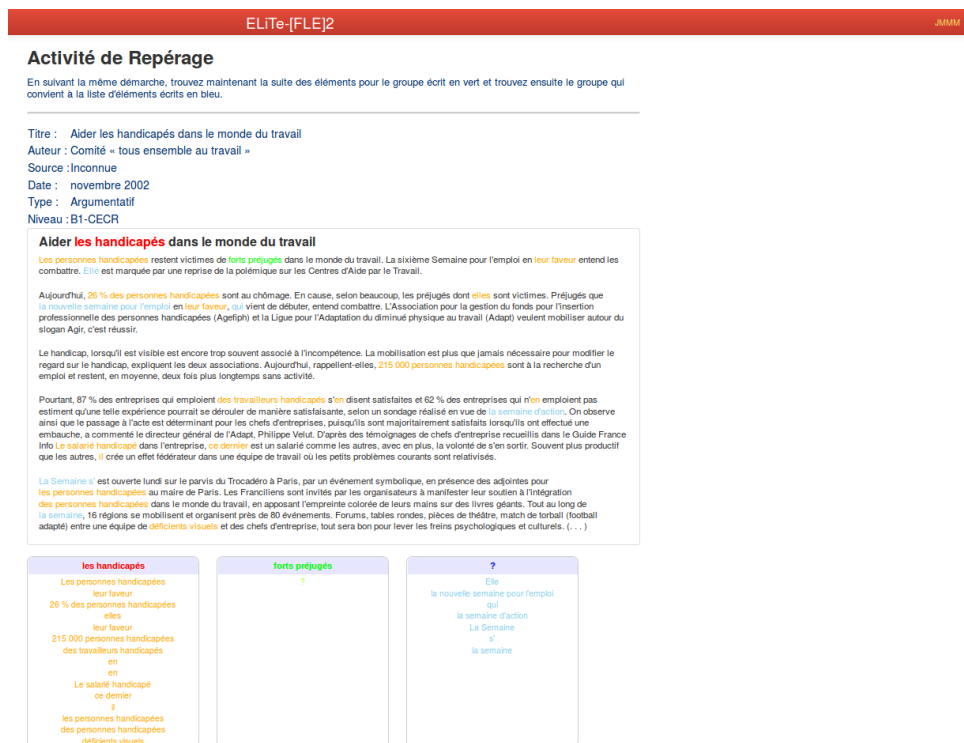 ELiTe-[FLE]2
JMMM
Activité de Repérage
En suivant la même démarche, trouvez maintenant la suite des éléments pour le groupe écrit en vert et trouvez ensuite le groupe qui
convient à la liste d'éléments écrits en bleu.
Titre : Aider les handicapés dans le monde du travail
Auteur : Comité « tous ensemble au travail »
Source : Inconnue
Date : novembre 2002
Type : Argumentatif
Niveau : B1-CECR
Aider les handicapés dans le monde du travail
Les personnes handicapées restent victimes de forts préjugés dans le monde du travail. La sixième Semaine pour l'emploi en leur faveur entend les
combattre. Elle est marquée par une reprise de la polémique sur les Centres d'Aide par le Travail.
Aujourd'hui, 26 % des personnes handicapées sont au chômage. En cause, selon beaucoup, les préjugés dont elles sont victimes. Préjugés que
la nouvelle semaine pour l'emploi en leur faveur, qui vient de débuter, entend combattre. L'Association pour la gestion du fonds pour l'insertion
professionnelle des personnes handicapées (Agefiph) et la Ligue pour l'Adaptation du diminué physique au travail (Adapt) veulent mobiliser autour du
slogan Agir, c'est réussir.
Le handicap, lorsqu'il est visible est encore trop souvent associé à l'incompétence. La mobilisation est plus que jamais nécessaire pour modifier le
regard sur le handicap, expliquent les deux associations. Aujourd'hui, rappellent-elles, 215 000 personnes handicapées sont à la recherche d'un
emploi et restent, en moyenne, deux fois plus longtemps sans activité.
Pourtant, 87 % des entreprises qui emploient des travailleurs handicapés s'en disent satisfaites et 62 % des entreprises qui n'en emploient pas
estiment qu'une telle expérience pourrait se dérouler de manière satisfaisante, selon un sondage réalisé en vue de la semaine d'action. On observe
ainsi que le passage à l'acte est déterminant pour les chefs d'entreprises, puisqu'ils sont majoritairement satisfaits lorsqu'ils ont effectué une
embauche, a commenté le directeur général de l'Adapt, Philippe Velut. D'après des témoignages de chefs d'entreprise recueillis dans le Guide France
Info Le salarié handicapé dans l'entreprise, ce dernier est un salarié comme les autres, avec en plus, la volonté de s'en sortir. Souvent plus productif
que les autres, il crée un effet fédérateur dans une équipe de travail où les petits problèmes courants sont relativisés.
La Semaine s' est ouverte lundi sur le parvis du Trocadéro à Paris, par un événement symbolique, en présence des adjointes pour
les personnes handicapées au maire de Paris. Les Franciliens sont invités par les organisateurs à manifester leur soutien à l'intégration
des personnes handicapées dans le monde du travail, en apposant l'empreinte colorée de leurs mains sur des livres géants. Tout au long de
la semaine, 16 régions se mobilisent et organisent près de 80 événements. Forums, tables rondes, pièces de théâtre, match de torball (football
adapté) entre une équipe de déficients visuels et des chefs d'entreprise, tout sera bon pour lever les freins psychologiques et culturels. (. . . )
les handicapés
Les personnes handicapées
leur faveur
26 % des personnes handicapées
elles
leur faveur
215 000 personnes handicapées
des travailleurs handicapés
en
en
Le salarié handicapé
ce dernier
il
les personnes handicapées
des personnes handicapées
déficients visuels
forts préjugés
?
?
Elle
la nouvelle semaine pour l'emploi
qui
la semaine d'action
La Semaine
s'
la semaine